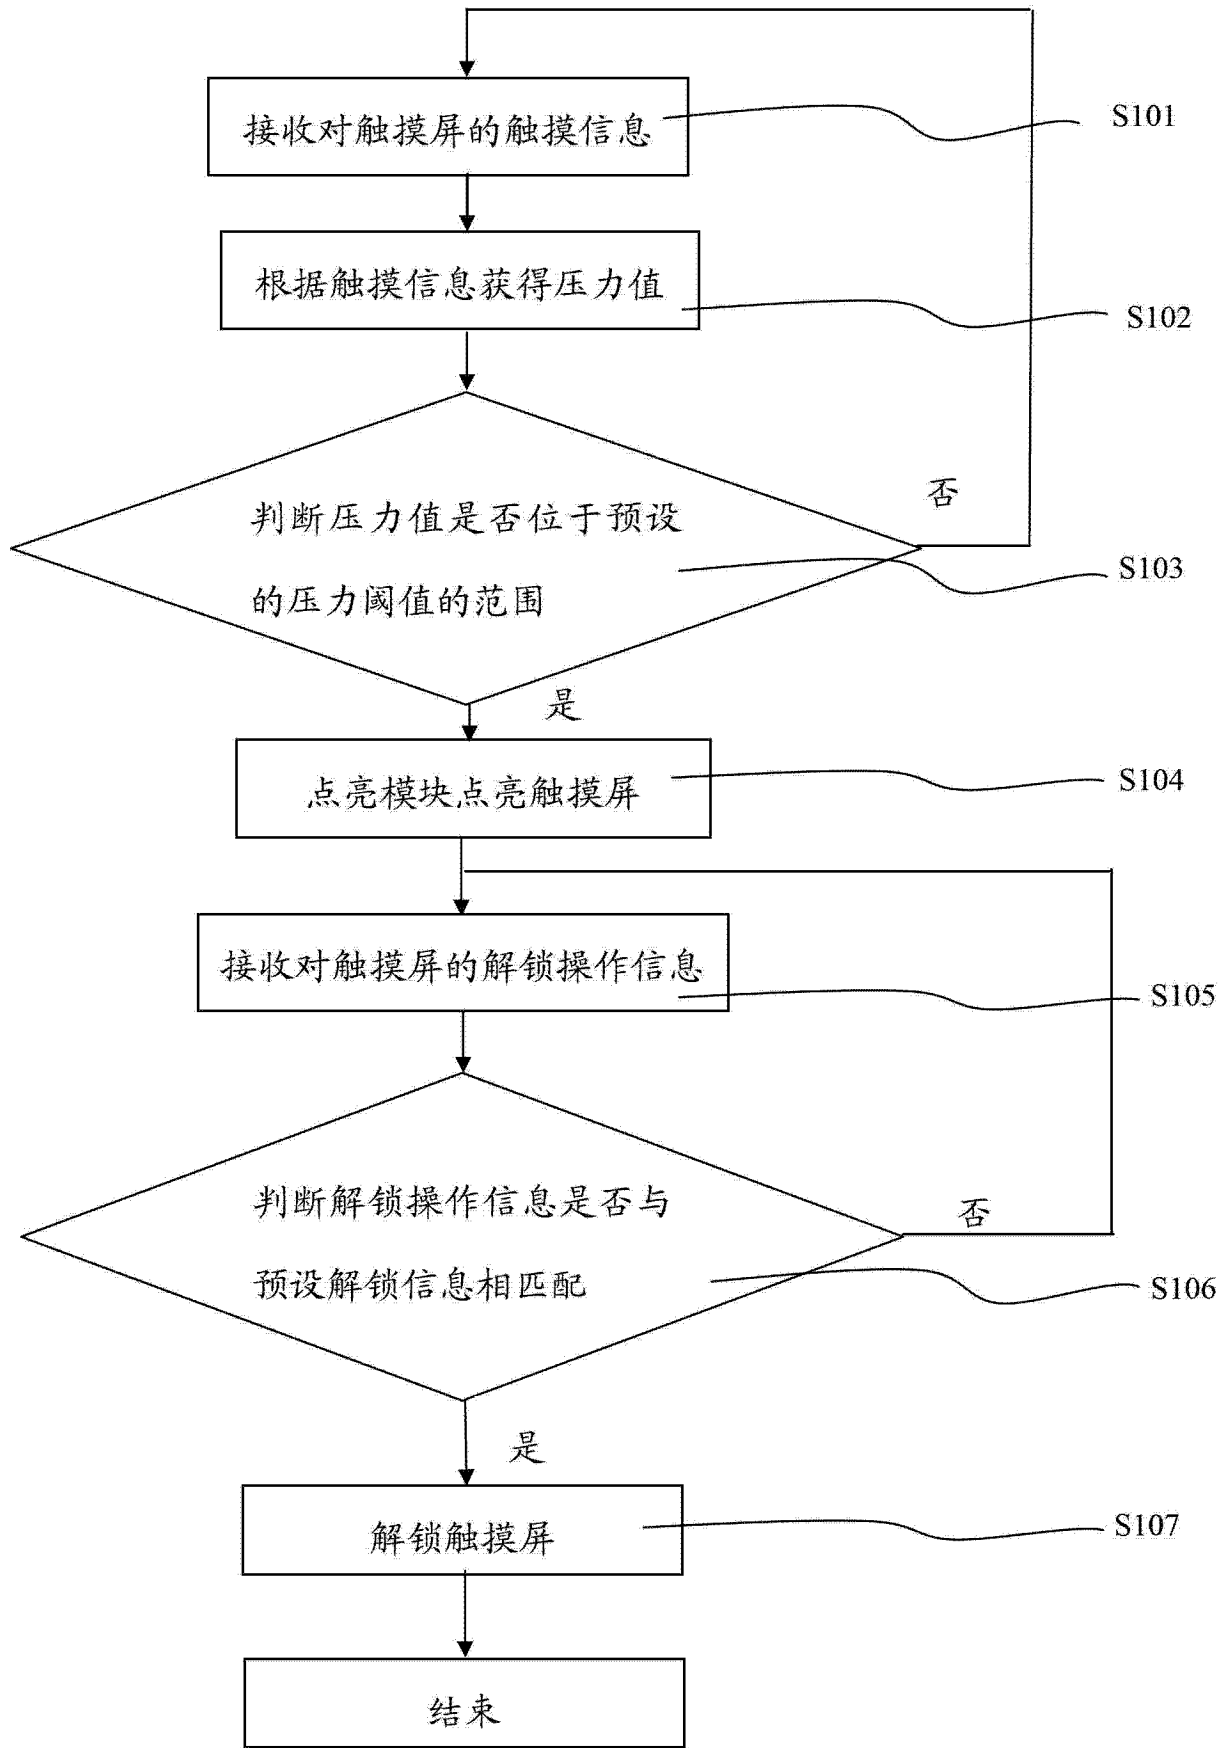 接收对触摸屏的触摸信息
S101
根据触摸信息获得压力值
S102
否
判断压力值是否位于预设
的压力阈值的范围
S103
是
点亮模块点亮触摸屏
S104
接收对触摸屏的解锁操作信息
S105
判断解锁操作信息是否与
否
预设解锁信息相匹配
S106
是
解锁触摸屏
S107
结束